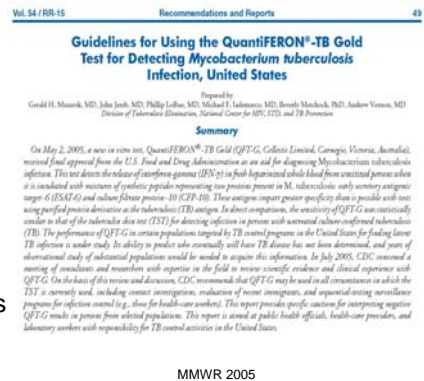 Vol. 54 / RR-15 Recommendations and Reports 49
Guidelines for Using the QuantiFERON®-TB Gold
Test for Detecting Mycobacterium tuberculosis
Infection, United States
Prepared by
Gerald H. Mazurek, MD, John Jereb, MD, Phillip LoBue, MD, Michael F. Iademarco, MD, Beverly Metchock, PhD, Andrew Vernon, MD
Division of Tuberculosis Elimination, National Center for HIV, STD, and TB Prevention
Summary
On May 2, 2005, a new in vitro test, QuantiFERON®-TB Gold (QFT-G, Cellestis Limited, Carnegie, Victoria, Australia),
received final approval from the U.S. Food and Drug Administration as an aid for diagnosing Mycobacterium tuberculosis
infection. This test detects the release of interferon-gamma (IFN-γ) in fresh heparinized whole blood from sensitized persons when
it is incubated with mixtures of synthetic peptides representing two proteins present in M. tuberculosis: early secretory antigenic
target-6 (ESAT-6) and culture filtrate protein-10 (CFP-10). These antigens impart greater specificity than is possible with tests
using purified protein derivative as the tuberculosis (TB) antigen. In direct comparisons, the sensitivity of QFT-G was statistically
similar to that of the tuberculin skin test (TST) for detecting infection in persons with untreated culture-confirmed tuberculosis
(TB). The performance of QFT-G in certain populations targeted by TB control programs in the United States for finding latent
TB infection is under study. Its ability to predict who eventually will have TB disease has not been determined, and years of
observational study of substantial populations would be needed to acquire this information. In July 2005, CDC convened a
meeting of consultants and researchers with expertise in the field to review scientific evidence and clinical experience with
QFT-G. On the basis of this review and discussion, CDC recommends that QFT-G may be used in all circumstances in which the
TST is currently used, including contact investigations, evaluation of recent immigrants, and sequential-testing surveillance
programs for infection control (e.g., those for health-care workers). This report provides specific cautions for interpreting negative
QFT-G results in persons from selected populations. This report is aimed at public health officials, health-care providers, and
laboratory workers with responsibility for TB control activities in the United States.
s
MMWR 2005